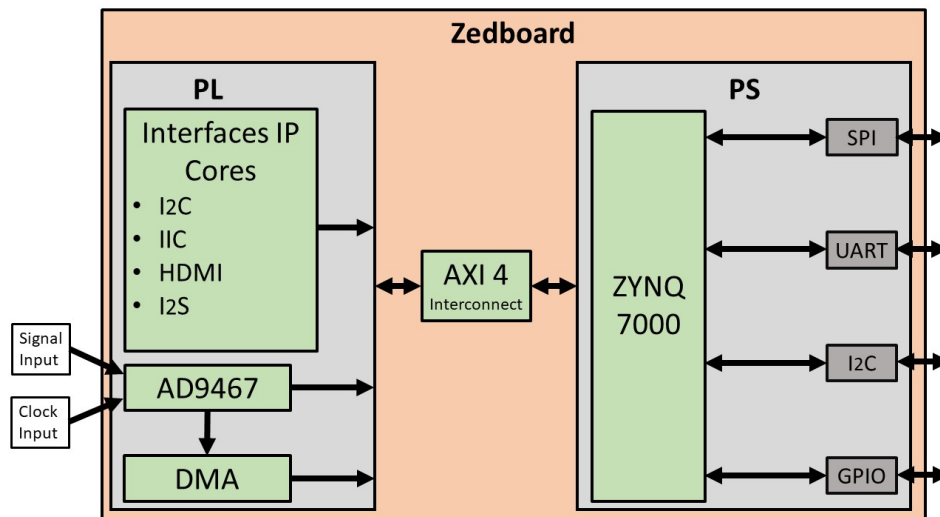 Zedboard
PL
Interfaces IP
Cores
• I2C
• IIC
• HDMI
• I2S
Signal
Input
Clock
Input
AD9467
DMA
AXI 4
Interconnect
PS
ZYNQ
7000
SPI
UART
I2C
GPIO